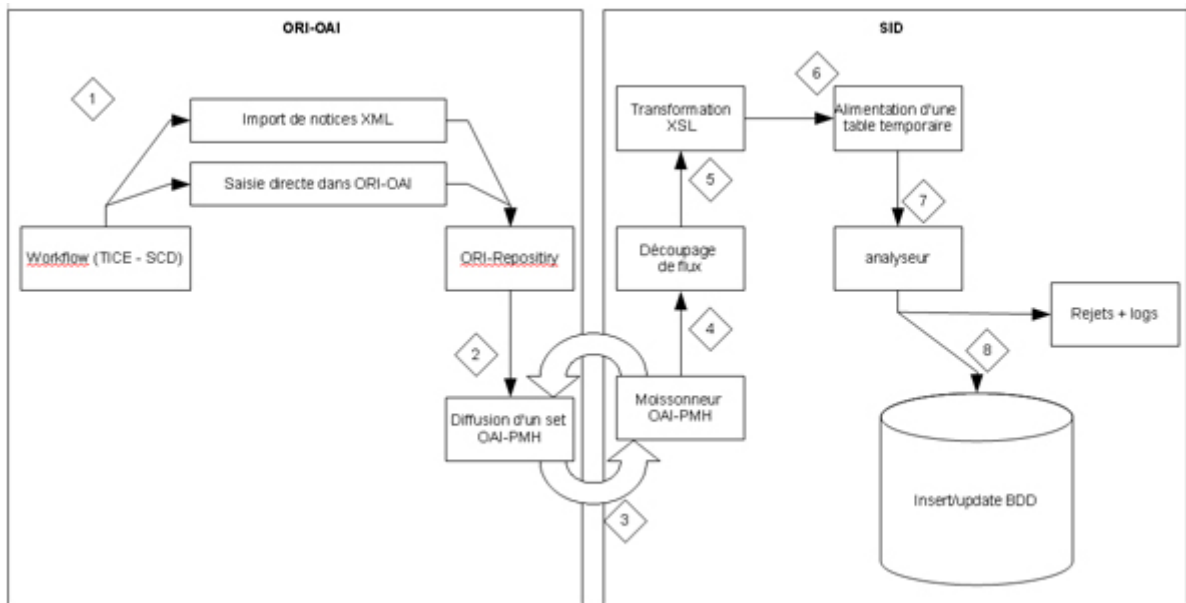 ORI-OAI
1
Import de notices XML
Saisie directe dans ORI-OAI
Workflow (TICE - SCD)
ORI-Repositiry
2
Diffusion d'un set
OAI-PMH
3
SID
6
Transformation
XSL
Alimentation d'une
table temporaire
5
7
Découpage
de flux
analyseur
4
Rejets + logs
8
Moissonneur
OAI-PMH
Insert/update BDD